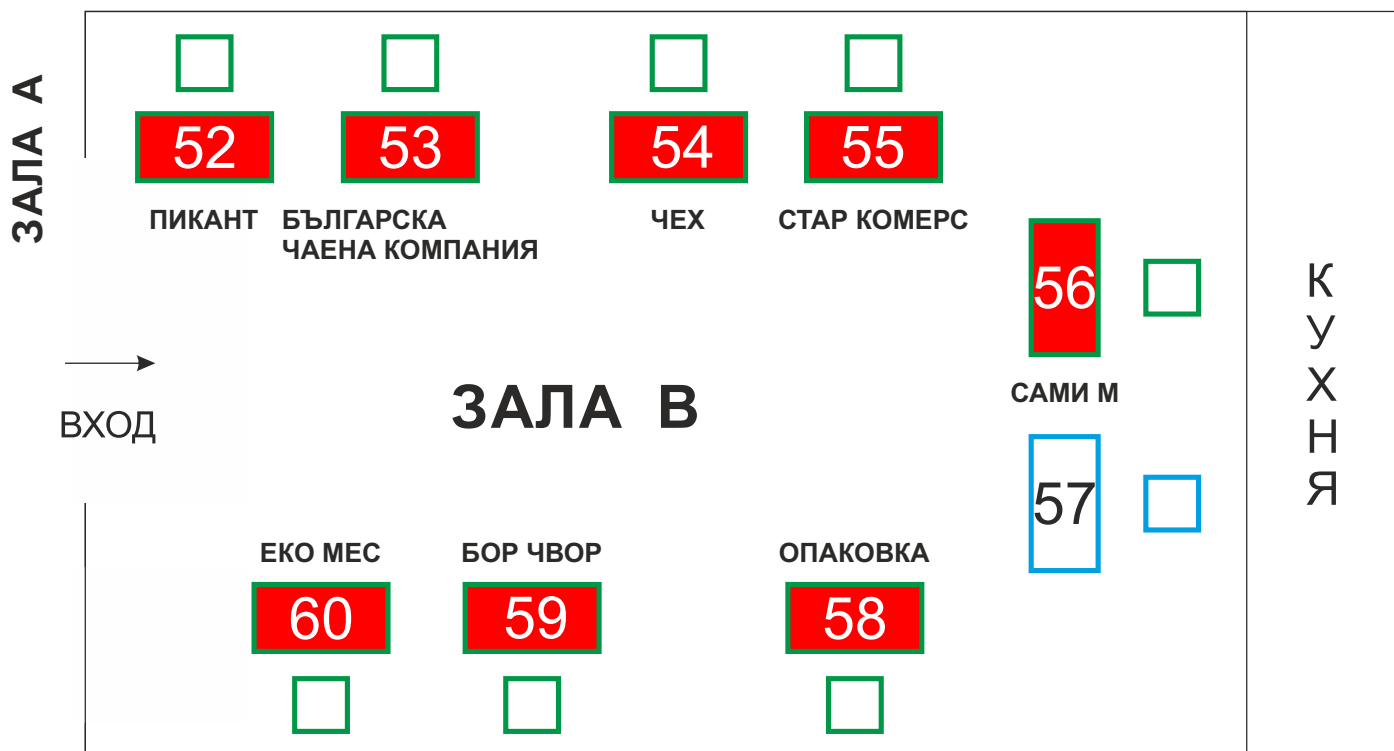 ЗАЛА А
52
53
54
55
ПИКАНТ
БЪЛГАРСКА
ЧАЕНА КОМПАНИЯ
ЧЕХ
СТАР КОМЕРС
56
САМИ М
КУХНЯ
ВХОД
ЗАЛА В
57
ЕКО МЕС
БОР ЧВОР
ОПАКОВКА
60
59
58